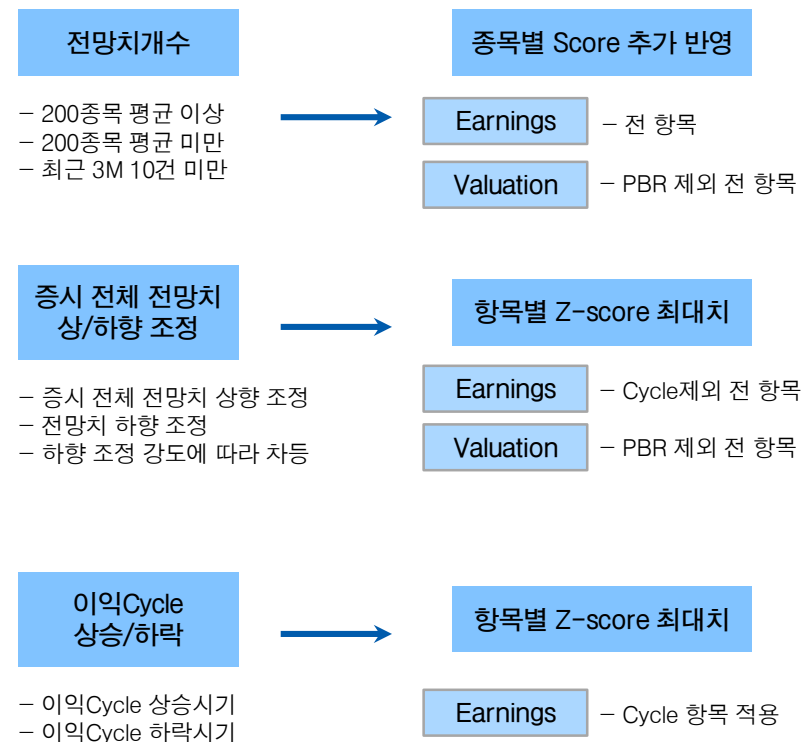 전망치개수
종목별 Score 추가 반영
- 200종목 평균 이상
- 200종목 평균 미만
- 최근 3M 10건 미만
Earnings
- 전 항목
Valuation
- PBR 제외 전 항목
증시 전체 전망치
상/하향 조정
항목별 Z-score 최대치
- 증시 전체 전망치 상향 조정
- 전망치 하향 조정
- 하향 조정 강도에 따라 차등
Earnings
- Cycle제외 전 항목
Valuation
- PBR 제외 전 항목
이익Cycle
상승/하락
항목별 Z-score 최대치
- 이익Cycle 상승시기
- 이익Cycle 하락시기
Earnings
- Cycle 항목 적용